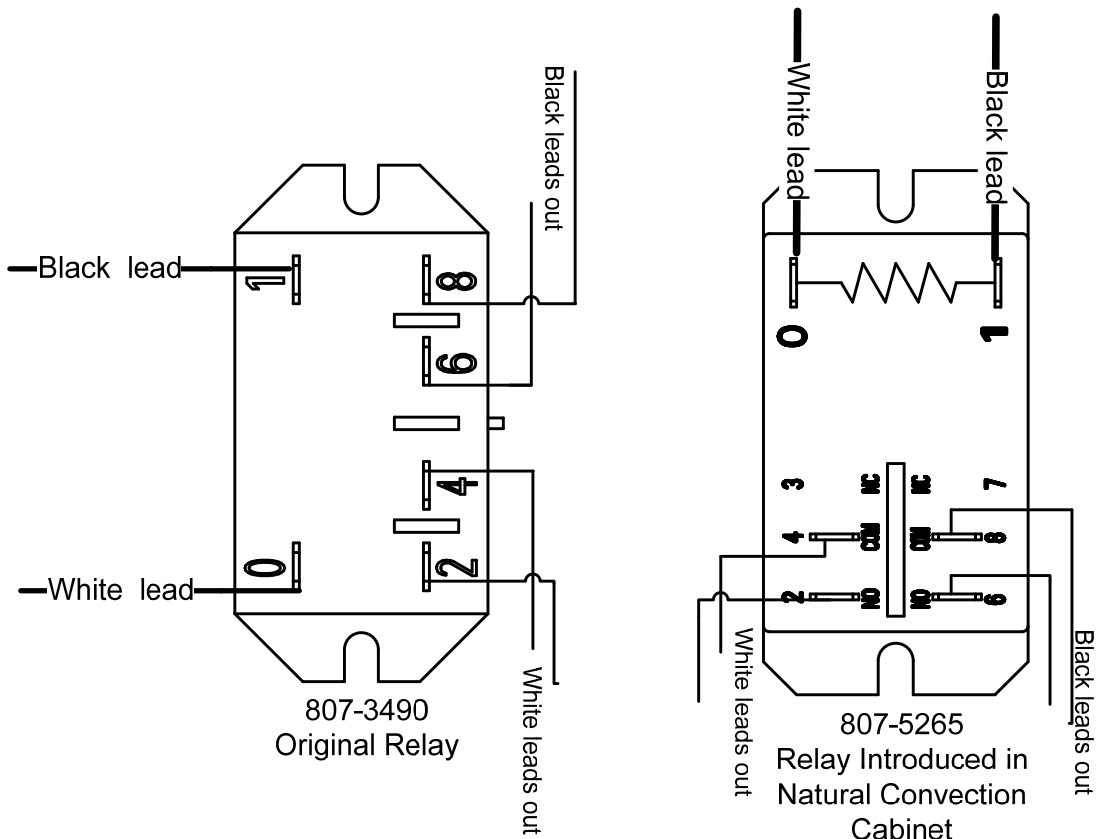 Black leads out
Black lead
1
8
6
4
0
2
White lead
White leads out
807-3490
Original Relay
White lead
Black lead
0
1
3 NC NC 7
4 COM COM 8
2 NO NO 6
White leads out
Black leads out
807-5265
Relay Introduced in
Natural Convection
Cabinet